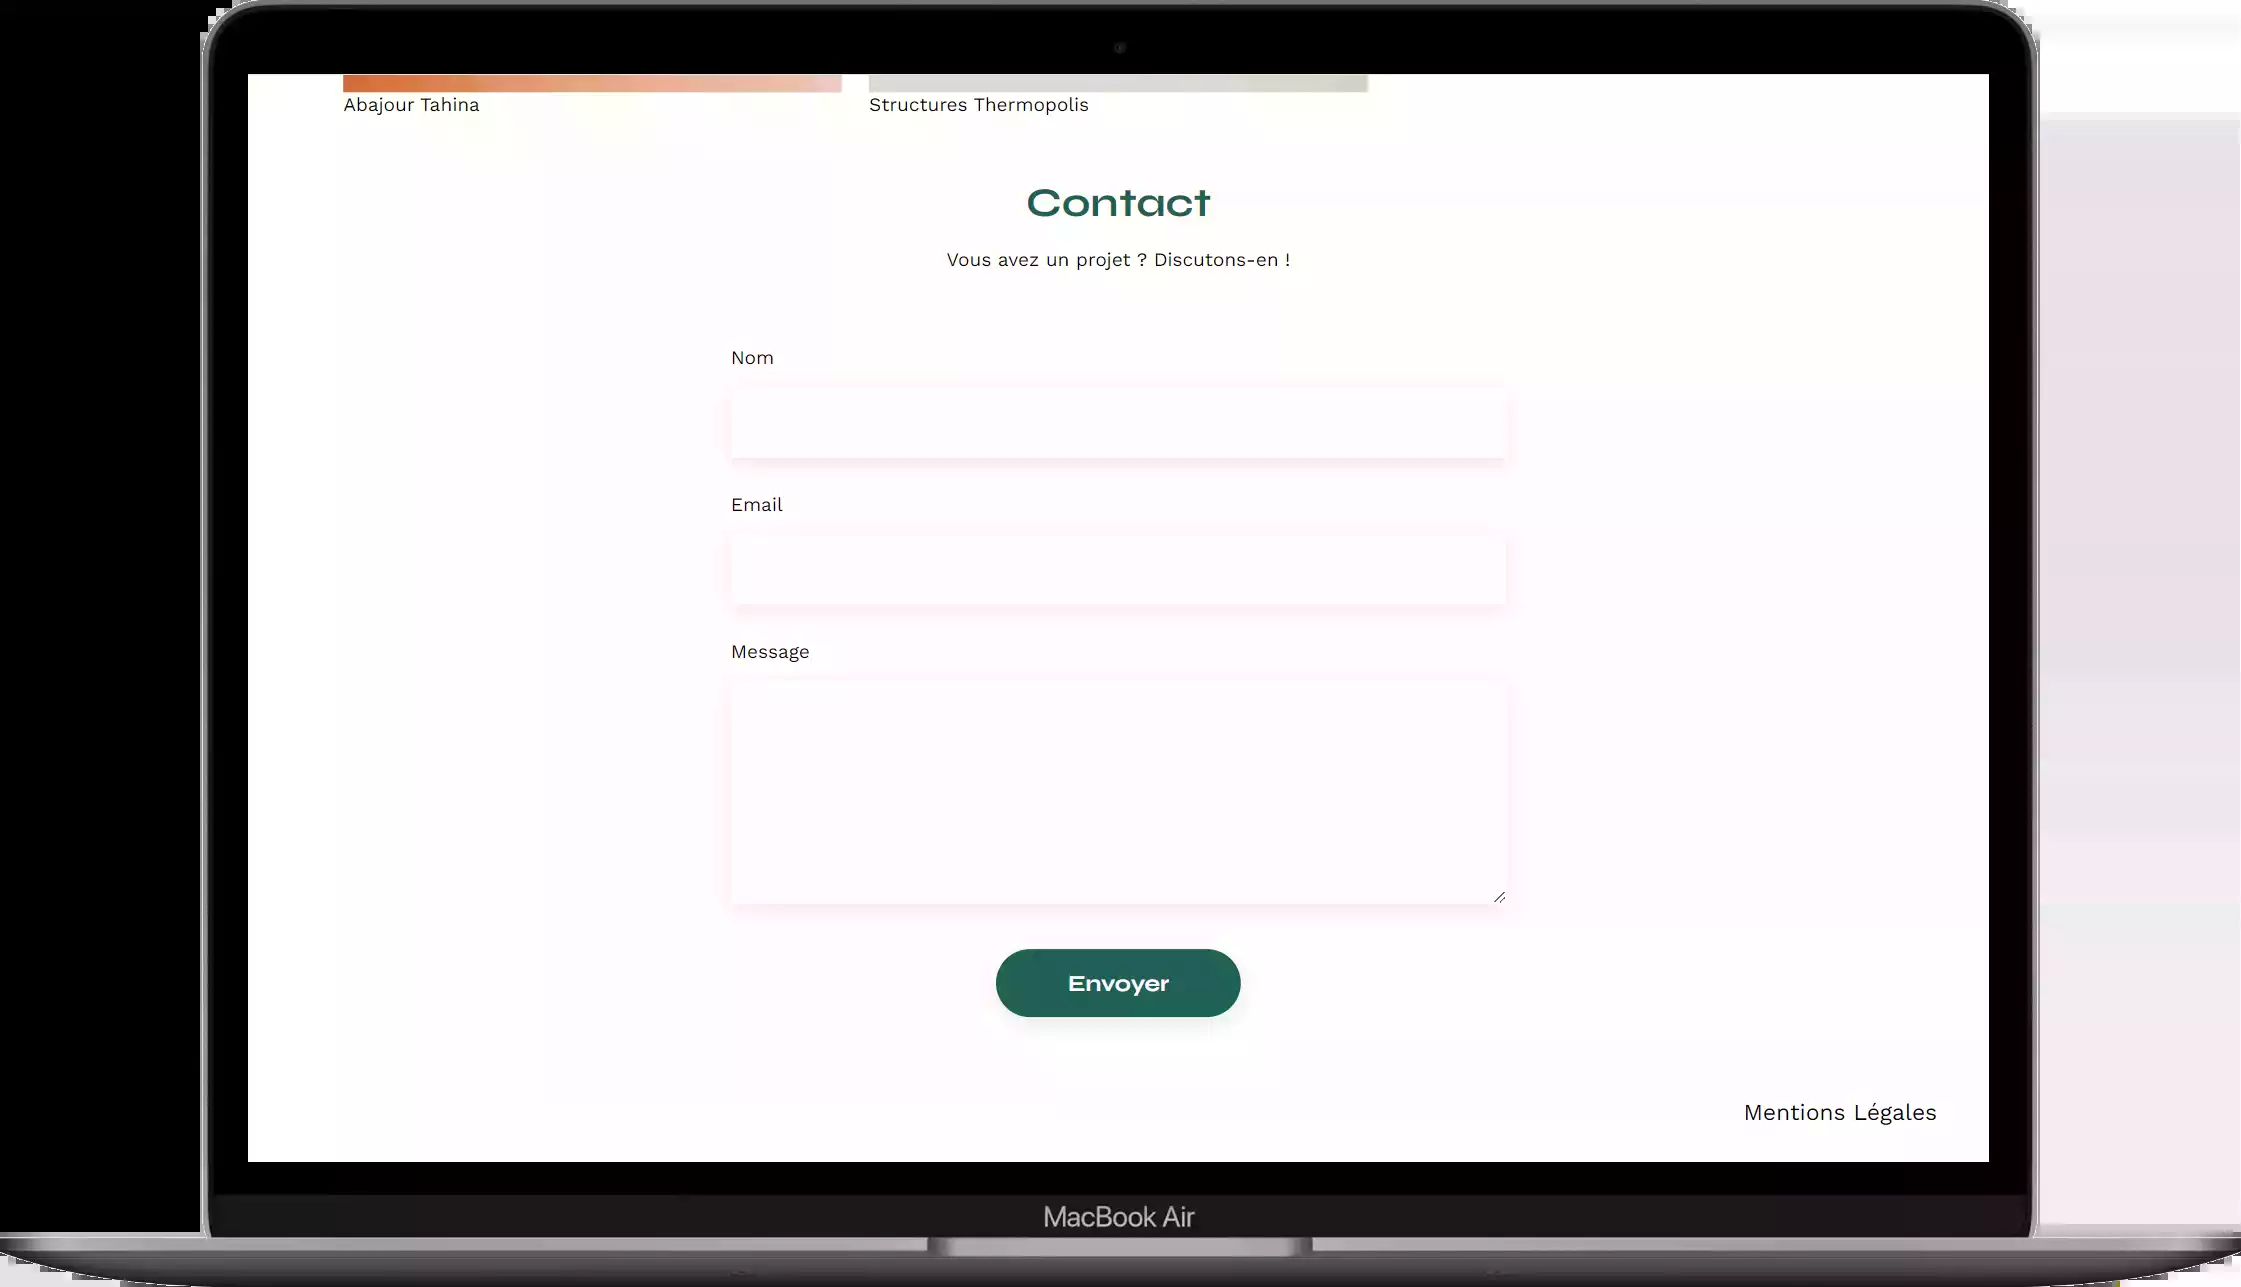 Abajour Tahina
Structures Thermopolis
Contact
Vous avez un projet ? Discutons-en !
Nom
Email
Message
Envoyer
Mentions Légales
MacBook Air